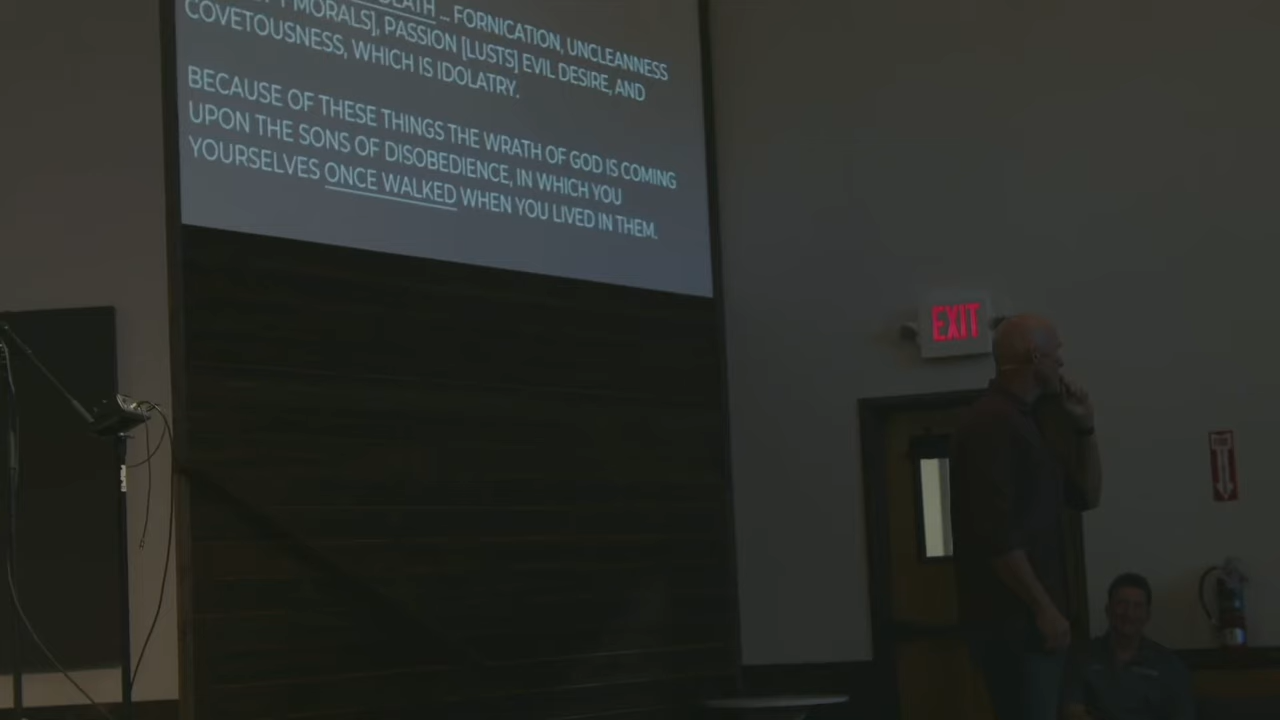 DEATH ... FORNICATION, UNCLEANNESS
MORALS], PASSION [LUSTS] EVIL DESIRE, AND
COVETOUSNESS, WHICH IS IDOLATRY.
BECAUSE OF THESE THINGS THE WRATH OF GOD IS COMING
UPON THE SONS OF DISOBEDIENCE, IN WHICH YOU
YOURSELVES ONCE WALKED WHEN YOU LIVED IN THEM.
EXIT